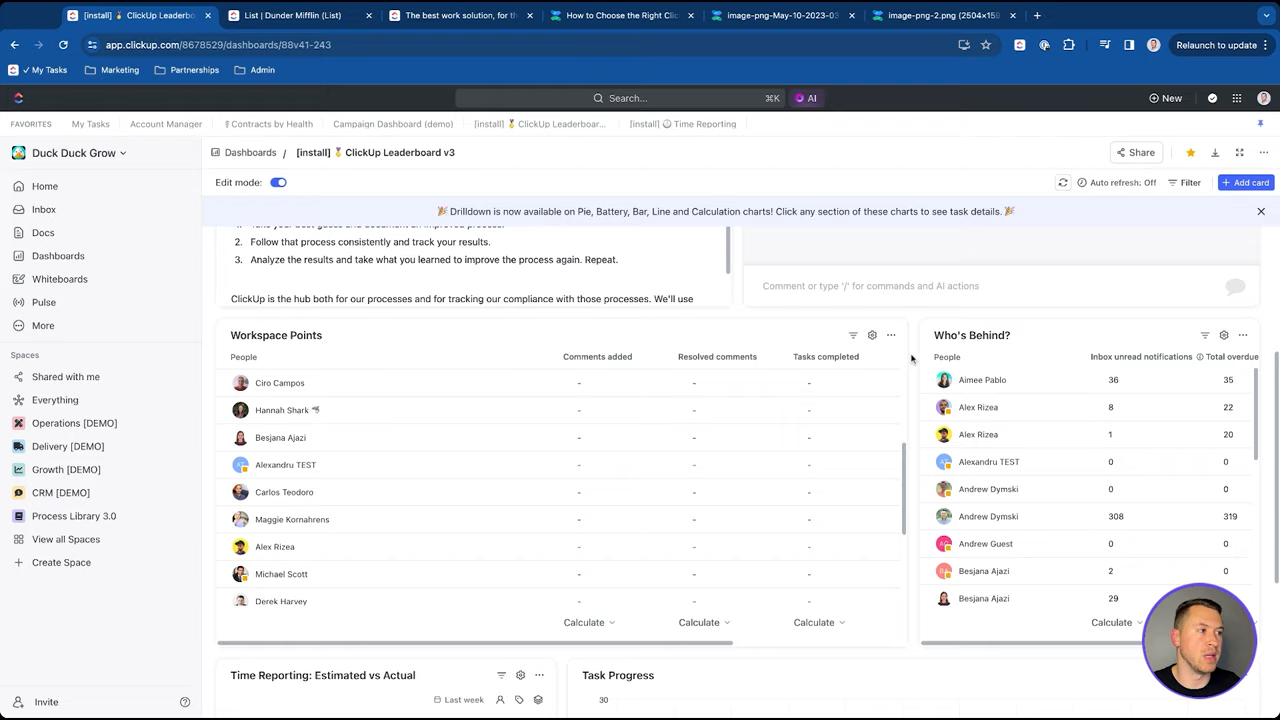 [install] 🏅 ClickUp Leaderbo
List | Dunder Mifflin (List)
The best work solution, for th
How to Choose the Right Clic
image-png-May-10-2023-03
image-png-2.png (2504×159
app.clickup.com/8678529/dashboards/88v41-243
Relaunch to update
✓ My Tasks
Marketing
Partnerships
Admin
Search...
⌘K
AI
New
FAVORITES
My Tasks
Account Manager
Contracts by Health
Campaign Dashboard (demo)
[install] 🏅 ClickUp Leaderboar...
[install] Time Reporting
Duck Duck Grow
Dashboards / [install] 🏅 ClickUp Leaderboard v3
Share
Edit mode:
Auto refresh: Off
Filter
+ Add card
🎉 Drilldown is now available on Pie, Battery, Bar, Line and Calculation charts! Click any section of these charts to see task details. 🎉
Home
Inbox
Docs
Dashboards
Whiteboards
Pulse
More
Spaces
Shared with me
Everything
Operations [DEMO]
Delivery [DEMO]
Growth [DEMO]
CRM [DEMO]
Process Library 3.0
View all Spaces
Create Space
Invite
1. Take your best guess and document an improved process.
2. Follow that process consistently and track your results.
3. Analyze the results and take what you learned to improve the process again. Repeat.
ClickUp is the hub both for our processes and for tracking our compliance with those processes. We'll use
Comment or type '/' for commands and AI actions
Workspace Points
People Comments added Resolved comments Tasks completed
Ciro Campos - - -
Hannah Shark 🦈 - - -
Besjana Ajazi - - -
Alexandru TEST - - -
Carlos Teodoro - - -
Maggie Kornahrens - - -
Alex Rizea - - -
Michael Scott - - -
Derek Harvey - - -
Calculate Calculate Calculate
Who's Behind?
People Inbox unread notifications Total overdue
Aimee Pablo 36 35
Alex Rizea 8 22
Alex Rizea 1 20
Alexandru TEST 0 0
Andrew Dymski 0 0
Andrew Dymski 308 319
Andrew Guest 0 0
Besjana Ajazi 2 0
Besjana Ajazi 29
Calculate
Time Reporting: Estimated vs Actual
Last week
Task Progress
30